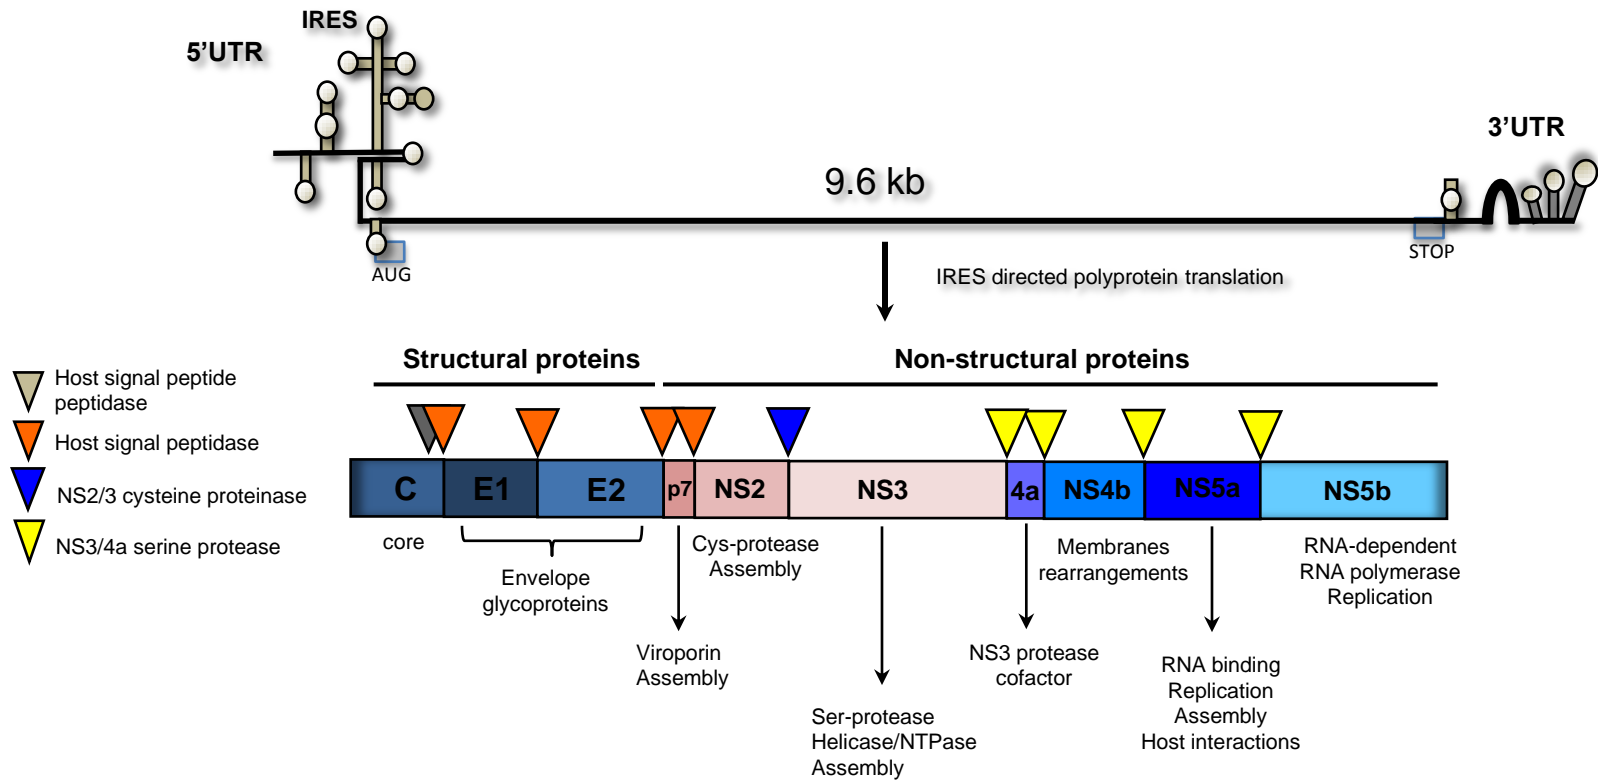 IRES
5’UTR
3’UTR
9.6 kb
AUG
STOP
IRES directed polyprotein translation
Structural proteins
Non-structural proteins
Host signal peptide
peptidase
Host signal peptidase
NS2/3 cysteine proteinase
NS3/4a serine protease
C
E1
E2
p7
NS2
NS3
4a
NS4b
NS5a
NS5b
core
Envelope
glycoproteins
Viroporin
Assembly
Cys-protease
Assembly
Ser-protease
Helicase/NTPase
Assembly
NS3 protease
cofactor
Membranes
rearrangements
RNA binding
Replication
Assembly
Host interactions
RNA-dependent
RNA polymerase
Replication